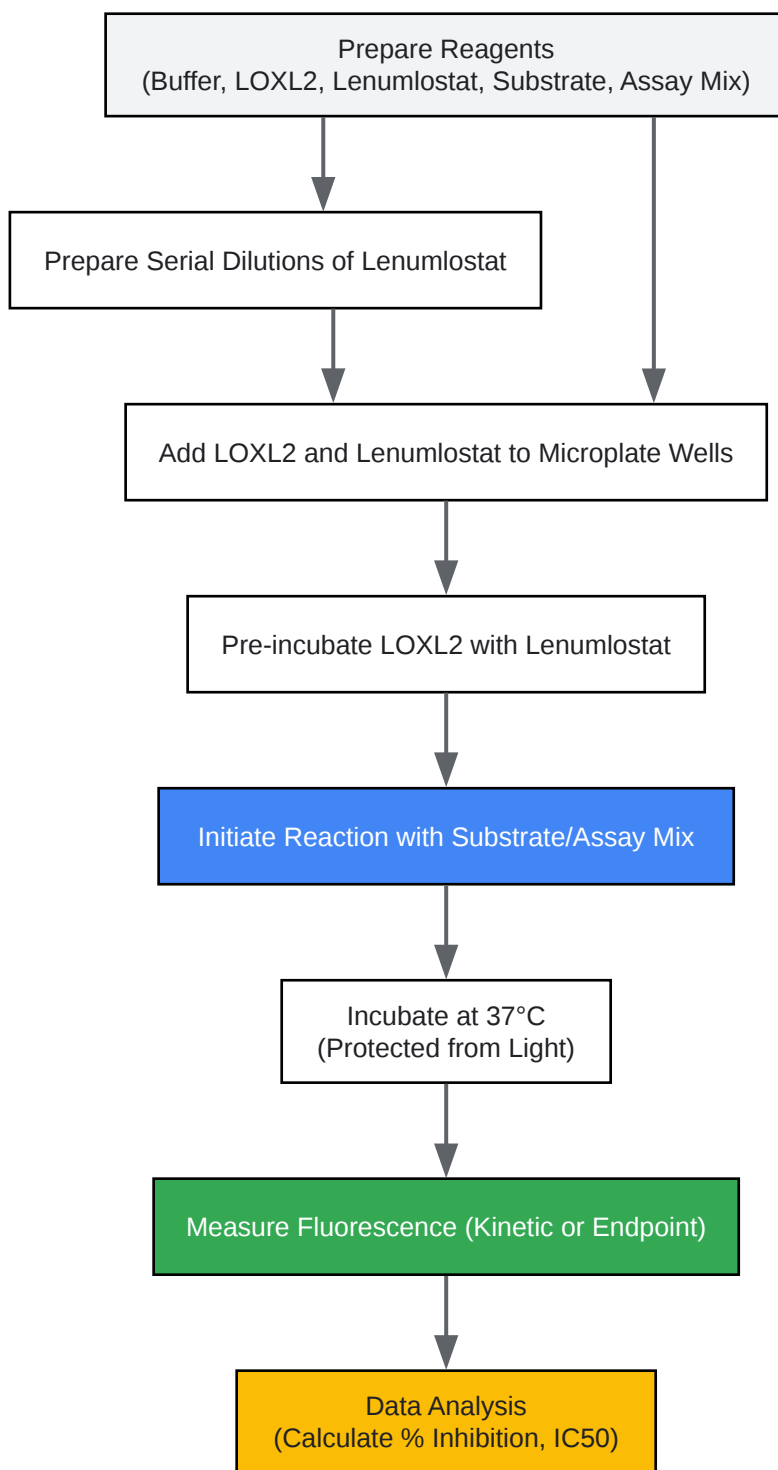 Prepare Reagents
(Buffer, LOXL2, Lenumlostat, Substrate, Assay Mix)
Prepare Serial Dilutions of Lenumlostat
Add LOXL2 and Lenumlostat to Microplate Wells
Pre-incubate LOXL2 with Lenumlostat
Initiate Reaction with Substrate/Assay Mix
Incubate at 37°C
(Protected from Light)
Measure Fluorescence (Kinetic or Endpoint)
Data Analysis
(Calculate % Inhibition, IC50)